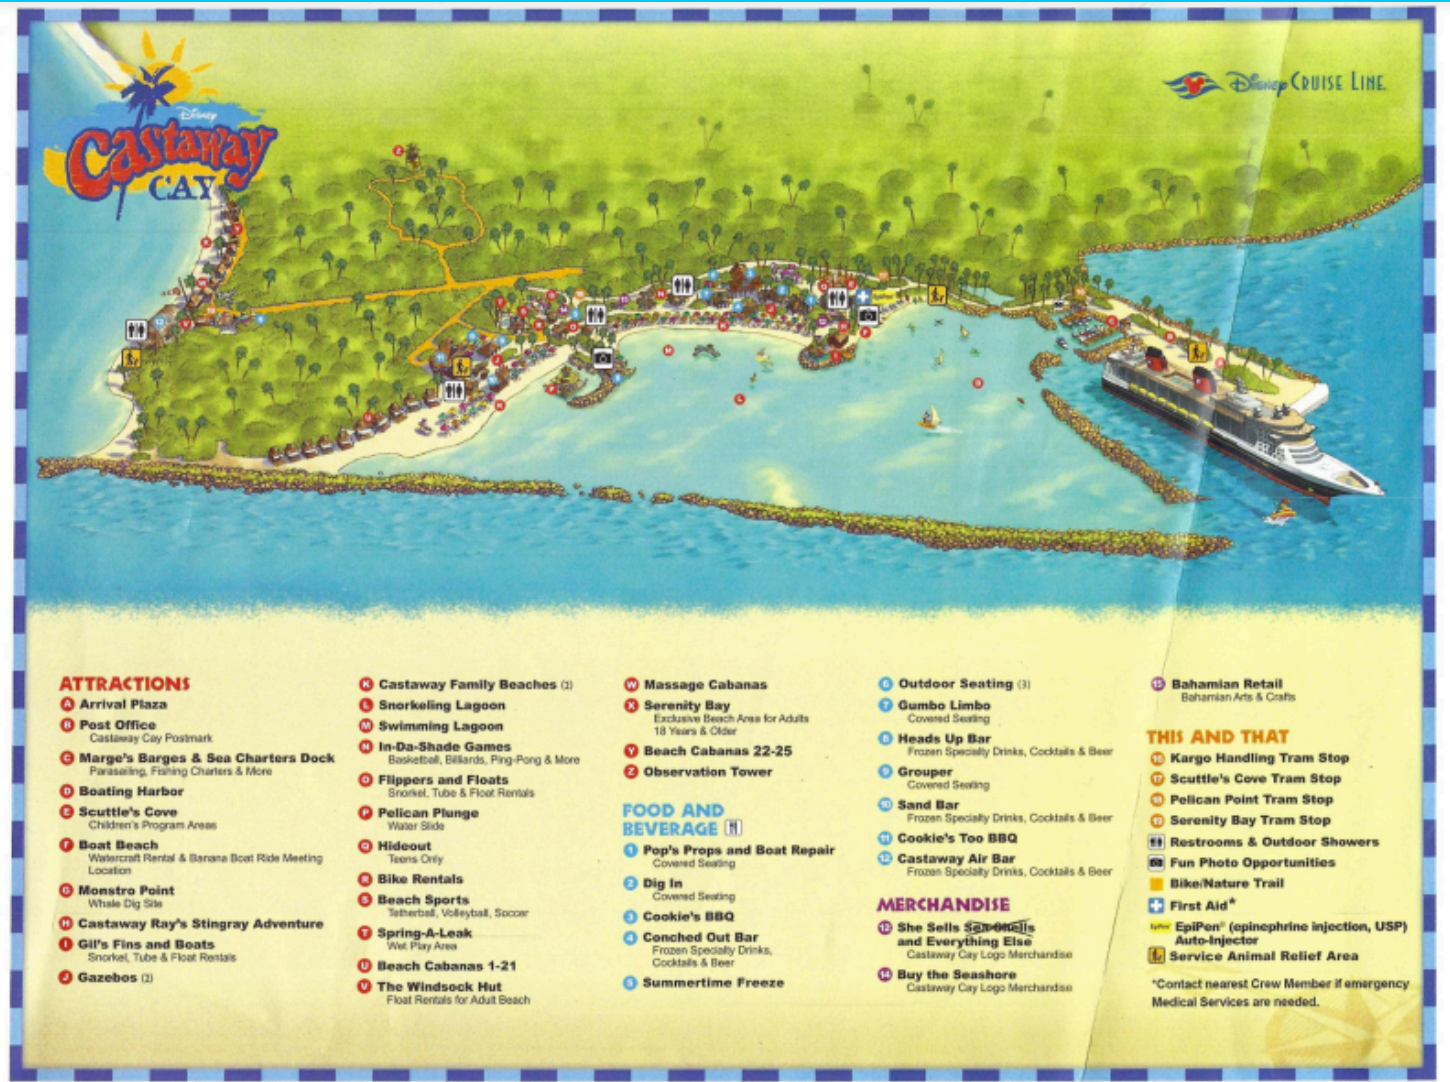 Disney
Castaway
CAY
Disney CRUISE LINE
ATTRACTIONS
A Arrival Plaza
B Post Office
Castaway Cay Postmark
C Marge's Barges & Sea Charters Dock
Parasailing, Fishing Charters & More
D Boating Harbor
E Scuttle's Cove
Children's Program Areas
F Boat Beach
Watercraft Rental & Banana Boat Ride Meeting
Location
G Monstro Point
Whale Dig Site
H Castaway Ray's Stingray Adventure
I Gil's Fins and Boats
Snorkel, Tube & Float Rentals
J Gazebos (2)
K Castaway Family Beaches (2)
L Snorkeling Lagoon
M Swimming Lagoon
N In-Da-Shade Games
Basketball, Billiards, Ping-Pong & More
O Flippers and Floats
Snorkel, Tube & Float Rentals
P Pelican Plunge
Water Slide
Q Hideout
Teens Only
R Bike Rentals
S Beach Sports
Tetherball, Volleyball, Soccer
T Spring-A-Leak
Wet Play Area
U Beach Cabanas 1-21
V The Windsock Hut
Float Rentals for Adult Beach
W Massage Cabanas
X Serenity Bay
Exclusive Beach Area for Adults
18 Years & Older
Y Beach Cabanas 22-25
Z Observation Tower
FOOD AND
BEVERAGE
1 Pop's Props and Boat Repair
Covered Seating
2 Dig In
Covered Seating
3 Cookie's BBQ
4 Conched Out Bar
Frozen Specialty Drinks,
Cocktails & Beer
5 Summertime Freeze
6 Outdoor Seating (3)
7 Gumbo Limbo
Covered Seating
8 Heads Up Bar
Frozen Specialty Drinks, Cocktails & Beer
9 Grouper
Covered Seating
10 Sand Bar
Frozen Specialty Drinks, Cocktails & Beer
11 Cookie's Too BBQ
12 Castaway Air Bar
Frozen Specialty Drinks, Cocktails & Beer
MERCHANDISE
She Sells Sea Shells
and Everything Else
Castaway Cay Logo Merchandise
14 Buy the Seashore
Castaway Cay Logo Merchandise
15 Bahamian Retail
Bahamian Arts & Crafts
THIS AND THAT
16 Kargo Handling Tram Stop
17 Scuttle's Cove Tram Stop
Pelican Point Tram Stop
Serenity Bay Tram Stop
Restrooms & Outdoor Showers
Fun Photo Opportunities
Bike/Nature Trail
First Aid*
EpiPen EpiPen® (epinephrine injection, USP)
Auto-Injector
Service Animal Relief Area
*Contact nearest Crew Member if emergency
Medical Services are needed.